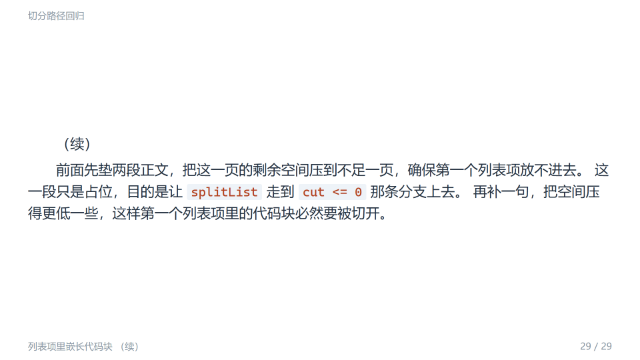 切分路径回归
（续）
前面先垫两段正文，把这一页的剩余空间压到不足一页，确保第一个列表项放不进去。 这
一段只是占位，目的是让 splitList 走到 cut <= 0 那条分支上去。 再补一句，把空间压
得更低一些，这样第一个列表项里的代码块必然要被切开。
列表项里嵌长代码块 （续）
29 / 29